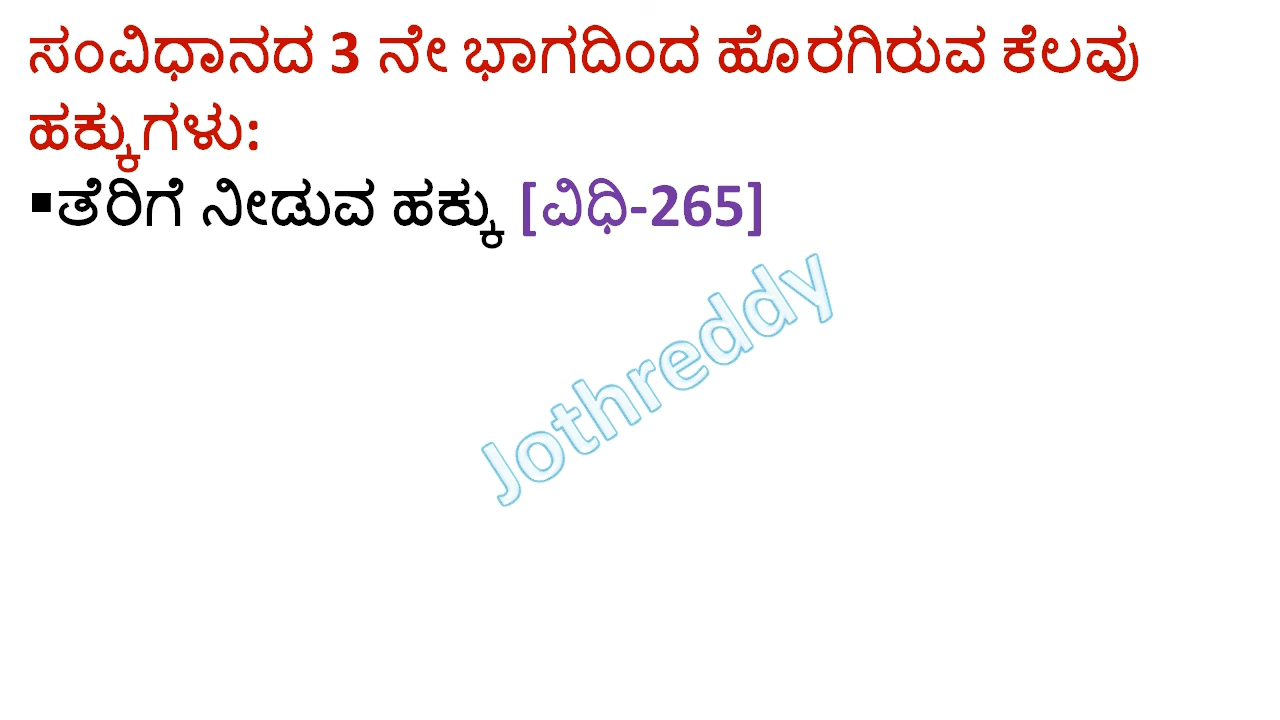 ಸಂವಿಧಾನದ 3 ನೇ ಭಾಗದಿಂದ ಹೊರಗಿರುವ ಕೆಲವು
ಹಕ್ಕುಗಳು:
▪ತೆರಿಗೆ ನೀಡುವ ಹಕ್ಕು [ವಿಧಿ-265]
Jothreddy